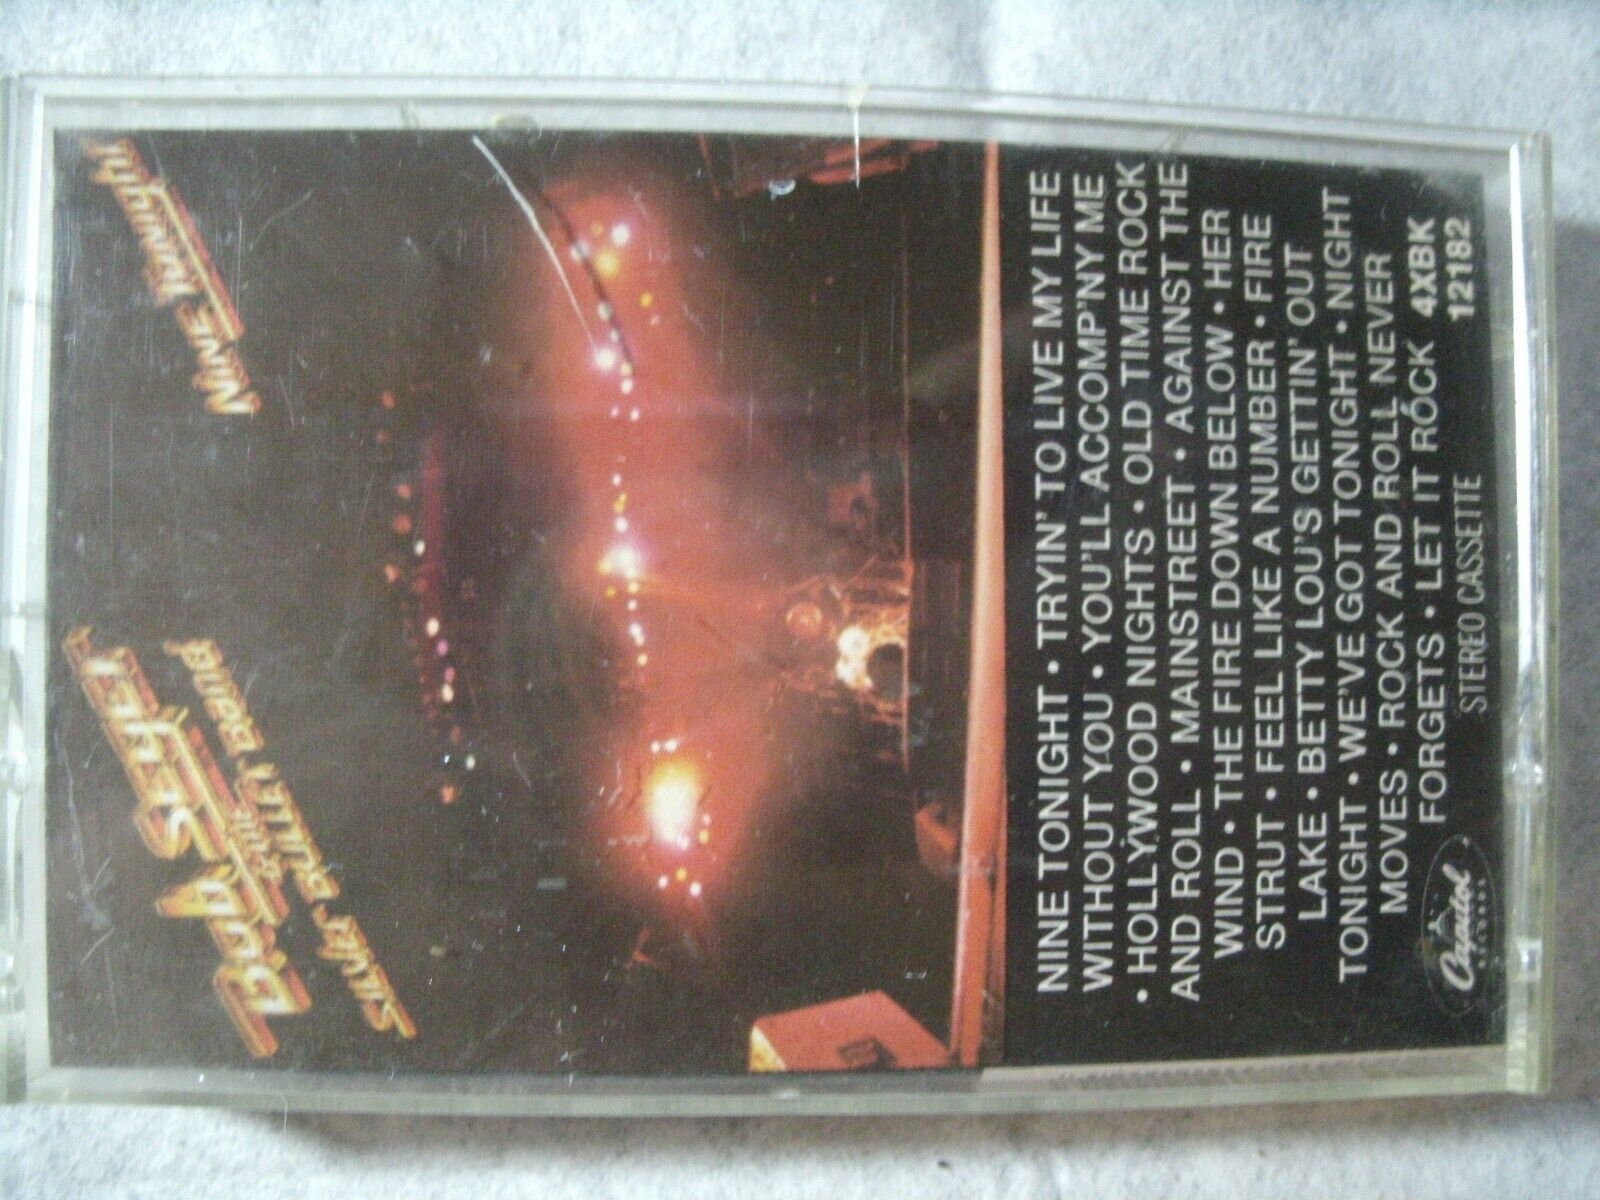 Bob Seger
& THE
SILVER BULLET BAND
NINE TONIGHT
NINE TONIGHT • TRYIN' TO LIVE MY LIFE
WITHOUT YOU • YOU'LL ACCOMP'NY ME
• HOLLYWOOD NIGHTS • OLD TIME ROCK
AND ROLL • MAINSTREET • AGAINST THE
WIND • THE FIRE DOWN BELOW • HER
STRUT • FEEL LIKE A NUMBER • FIRE
LAKE • BETTY LOU'S GETTIN' OUT
TONIGHT • WE'VE GOT TONIGHT • NIGHT
MOVES • ROCK AND ROLL NEVER
FORGETS • LET IT ROCK 4XBK
12182
STEREO CASSETTE
Capitol
RECORDS